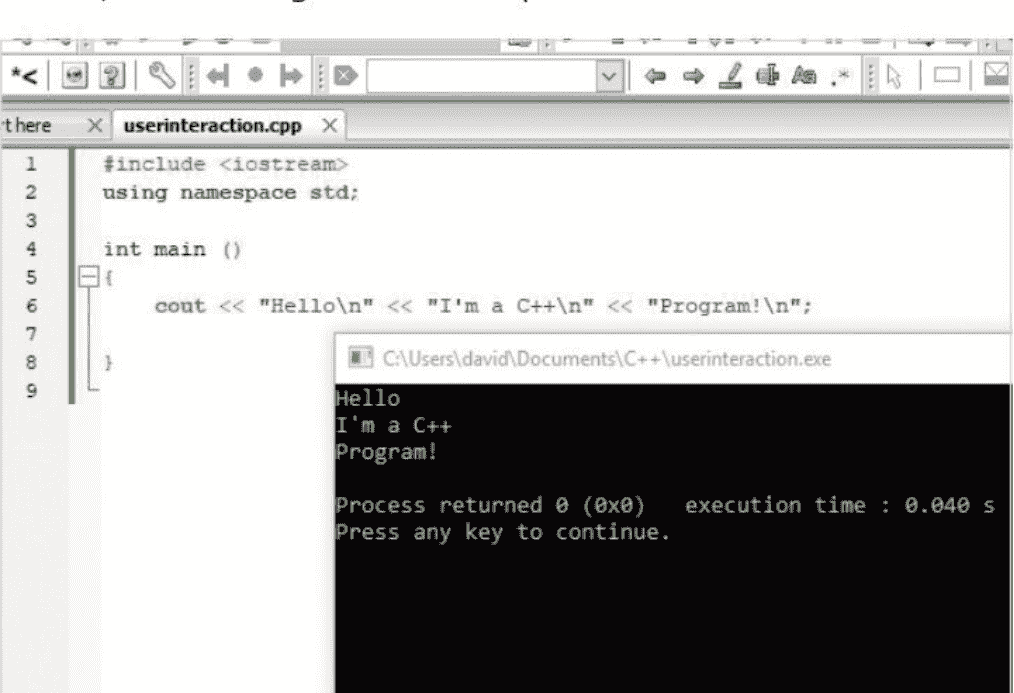 *<
As .*
t here
userinteraction.cpp
1 #include <iostream>
2 using namespace std;
3
4 int main ()
5 {
6 cout << "Hello\n" << "I'm a C++\n" << "Program!\n";
7
8 }
9
C:\Users\david\Documents\C++\userinteraction.exe
Hello
I'm a C++
Program!
Process returned 0 (0x0)   execution time : 0.040 s
Press any key to continue.